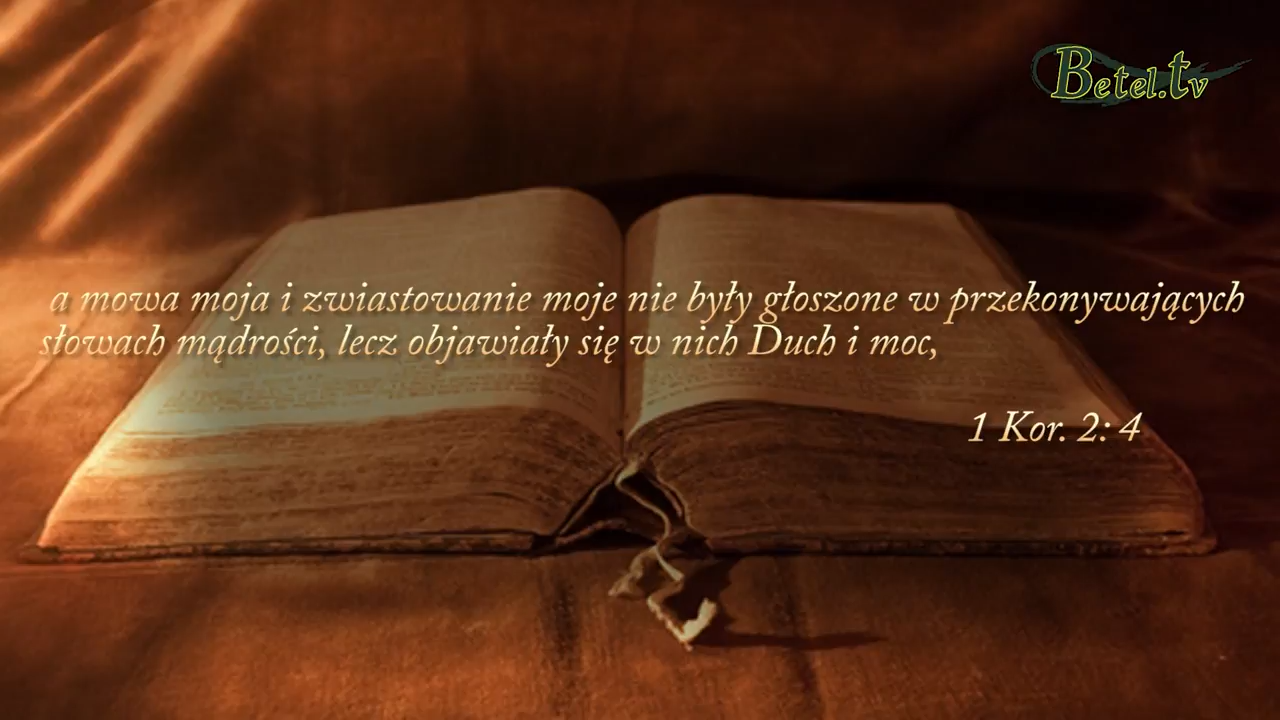 Betel.tv
a mowa moja i zwiastowanie moje nie były głoszone w przekonywających
słowach mądrości, lecz objawiały się w nich Duch i moc,
1 Kor. 2: 4